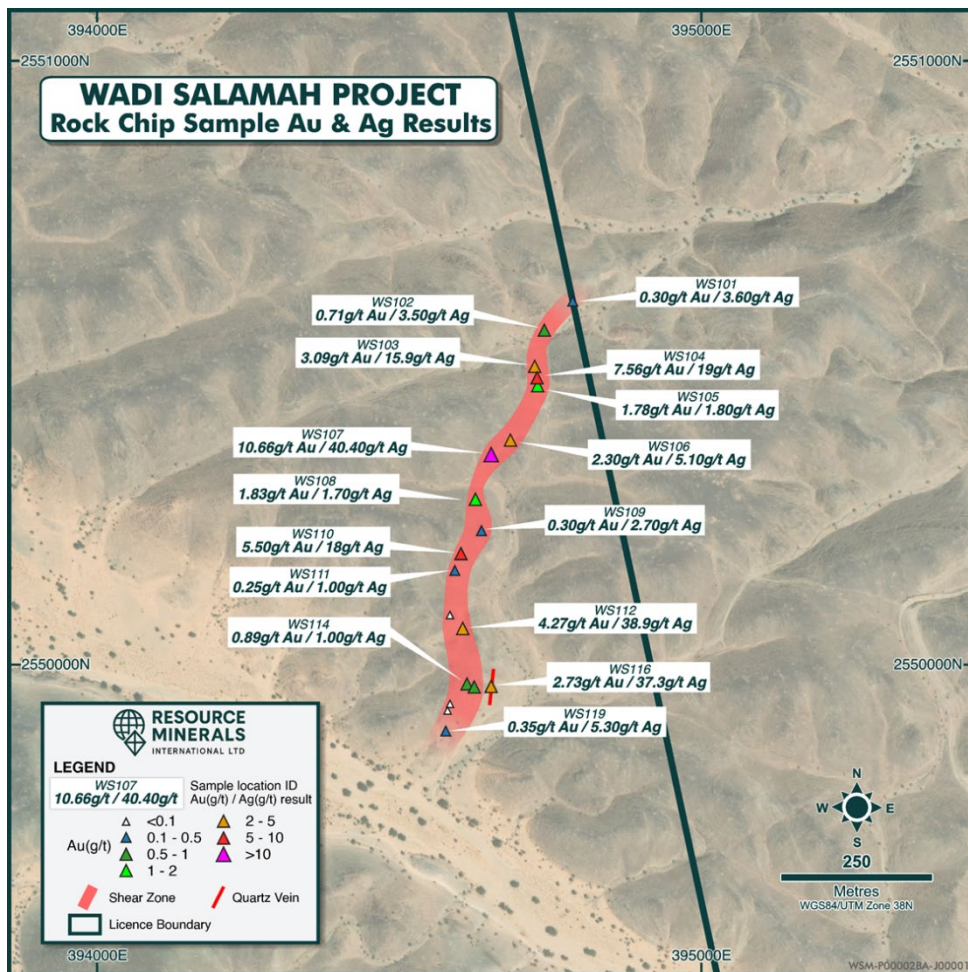 394000E
395000E
2551000N
2551000N
WADI SALAMAH PROJECT
Rock Chip Sample Au & Ag Results
WS101
0.30g/t Au / 3.60g/t Ag
WS102
0.71g/t Au / 3.50g/t Ag
WS103
3.09g/t Au / 15.9g/t Ag
WS104
7.56g/t Au / 19g/t Ag
WS105
1.78g/t Au / 1.80g/t Ag
WS106
2.30g/t Au / 5.10g/t Ag
WS107
10.66g/t Au / 40.40g/t Ag
WS108
1.83g/t Au / 1.70g/t Ag
WS109
0.30g/t Au / 2.70g/t Ag
WS110
5.50g/t Au / 18g/t Ag
WS111
0.25g/t Au / 1.00g/t Ag
WS112
4.27g/t Au / 38.9g/t Ag
WS114
0.89g/t Au / 1.00g/t Ag
2550000N
2550000N
WS116
2.73g/t Au / 37.3g/t Ag
WS119
0.35g/t Au / 5.30g/t Ag
RESOURCE
MINERALS
INTERNATIONAL LTD
LEGEND
WS107
10.66g/t / 40.40g/t
Sample location ID
Au(g/t) / Ag(g/t) result
Au(g/t)
<0.1
0.1 - 0.5
0.5 - 1
1 - 2
2 - 5
5 - 10
>10
Shear Zone
Quartz Vein
Licence Boundary
N
W
E
S
250
Metres
WGS84/UTM Zone 38N
394000E
395000E
WSM-P00002BA-J00001